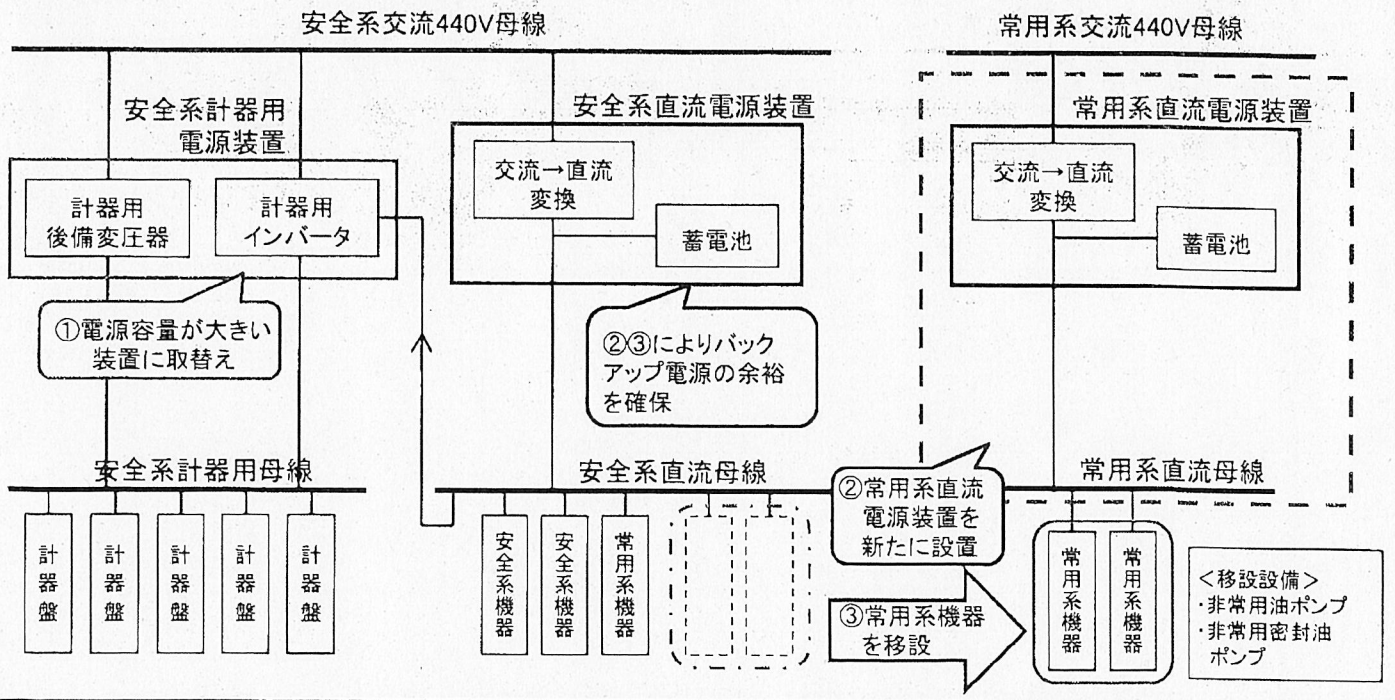 安全系交流440V母線
常用系交流440V母線
安全系計器用
電源装置
計器用
後備変圧器
計器用
インバータ
①電源容量が大きい
装置に取替え
安全系直流電源装置
交流→直流
変換
蓄電池
②③によりバック
アップ電源の余裕
を確保
常用系直流電源装置
交流→直流
変換
蓄電池
安全系計器用母線
計器盤
計器盤
計器盤
計器盤
計器盤
安全系直流母線
安全系機器
安全系機器
常用系機器
②常用系直流
電源装置を
新たに設置
③常用系機器
を移設
常用系直流母線
常用系機器
常用系機器
＜移設設備＞
・非常用油ポンプ
・非常用密封油
ポンプ